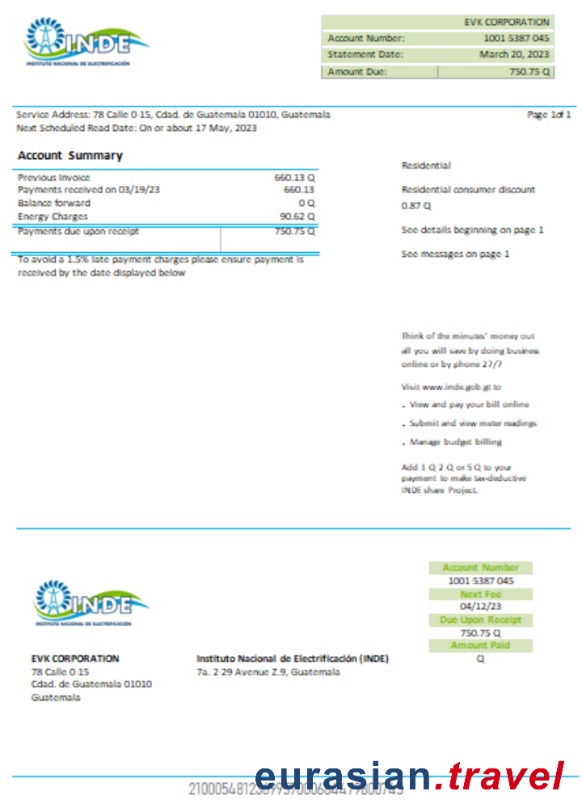 INDE
INSTITUTO NACIONAL DE ELECTRIFICACIÓN
EVK CORPORATION
Account Number: 1001 5387 045
Statement Date: March 20, 2023
Amount Due: 750.75 Q
Service Address: 78 Calle 0-15, Cdad. de Guatemala 01010, Guatemala
Page 1of 1
Next Scheduled Read Date: On or about 17 May, 2023
Account Summary
Previous Invoice 660.13 Q
Payments received on 03/19/23 -660.13
Balance forward 0 Q
Energy Charges 90.62 Q
Payments due upon receipt 750.75 Q
To avoid a 1.5% late payment charges please ensure payment is
received by the date displayed below
Residential
Residential consumer discount
0.87 Q
See details beginning on page 1
See messages on page 1
Think of the minutes' money out
all you will save by doing business
online or by phone 27/7
Visit www.inde.gob.gt to
. View and pay your bill online
. Submit and view meter readings
. Manage budget billing
Add 1 Q 2 Q or 5 Q to your
payment to make tax-deductive
INDE share Project.
INDE
INSTITUTO NACIONAL DE ELECTRIFICACIÓN
Account Number
1001 5387 045
Next Fee
04/12/23
Due Upon Receipt
750.75 Q
Amount Paid
Q
EVK CORPORATION
78 Calle 0-15
Cdad. de Guatemala 01010
Guatemala
Instituto Nacional de Electrificación (INDE)
7a. 2-29 Avenue Z.9, Guatemala
eurasian.travel